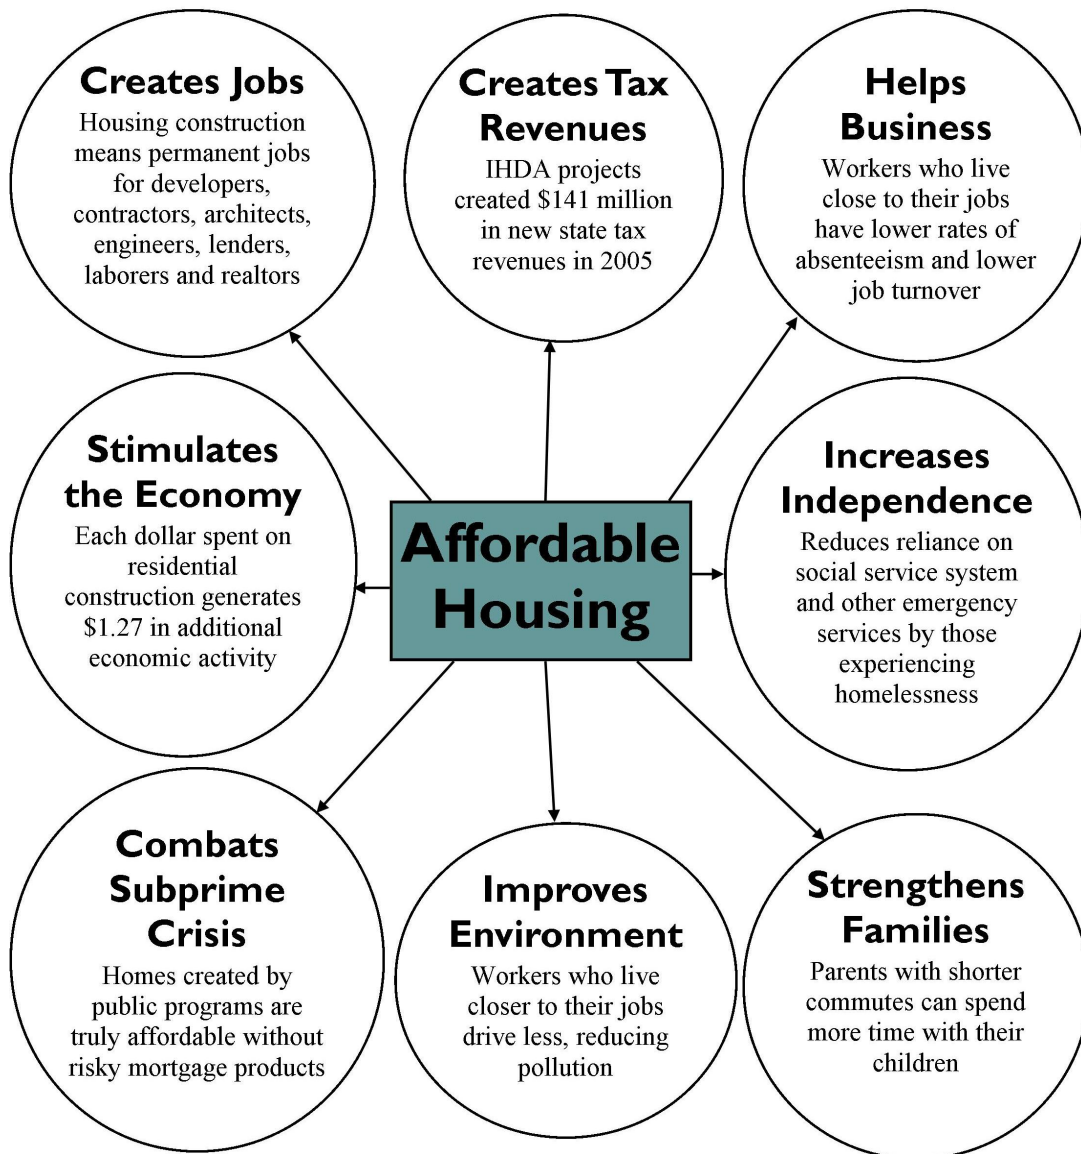 Creates Jobs
Housing construction
means permanent jobs
for developers,
contractors, architects,
engineers, lenders,
laborers and realtors
Creates Tax
Revenues
IHDA projects
created $141 million
in new state tax
revenues in 2005
Helps
Business
Workers who live
close to their jobs
have lower rates of
absenteeism and lower
job turnover
Stimulates
the Economy
Each dollar spent on
residential
construction generates
$1.27 in additional
economic activity
Affordable
Housing
Increases
Independence
Reduces reliance on
social service system
and other emergency
services by those
experiencing
homelessness
Combats
Subprime
Crisis
Homes created by
public programs are
truly affordable without
risky mortgage products
Improves
Environment
Workers who live
closer to their jobs
drive less, reducing
pollution
Strengthens
Families
Parents with shorter
commutes can spend
more time with their
children